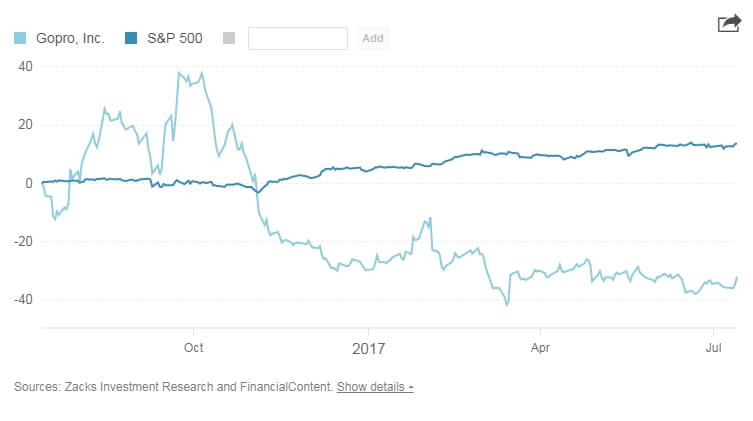 Gopro, Inc. S&P 500 Add
40
20
0
-20
-40
Oct 2017 Apr Jul
Sources: Zacks Investment Research and FinancialContent. Show details